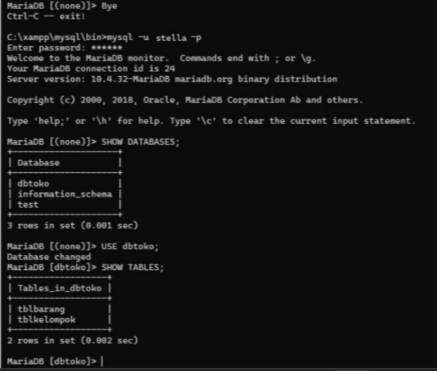 MariaDB [(none)]> Bye
Ctrl-C -- exit!
C:\xampp\mysql\bin>mysql -u stella -p
Enter password: ******
Welcome to the MariaDB monitor.  Commands end with ; or \g.
Your MariaDB connection id is 24
Server version: 10.4.32-MariaDB mariadb.org binary distribution
Copyright (c) 2000, 2018, Oracle, MariaDB Corporation Ab and others.
Type 'help;' or '\h' for help. Type '\c' to clear the current input statement.
MariaDB [(none)]> SHOW DATABASES;
+--------------------+
| Database           |
+--------------------+
| dbtoko             |
| information_schema |
| test               |
+--------------------+
3 rows in set (0.001 sec)
MariaDB [(none)]> USE dbtoko;
Database changed
MariaDB [dbtoko]> SHOW TABLES;
+------------------+
| Tables_in_dbtoko |
+------------------+
| tblbarang        |
| tblkelompok      |
+------------------+
2 rows in set (0.002 sec)
MariaDB [dbtoko]>